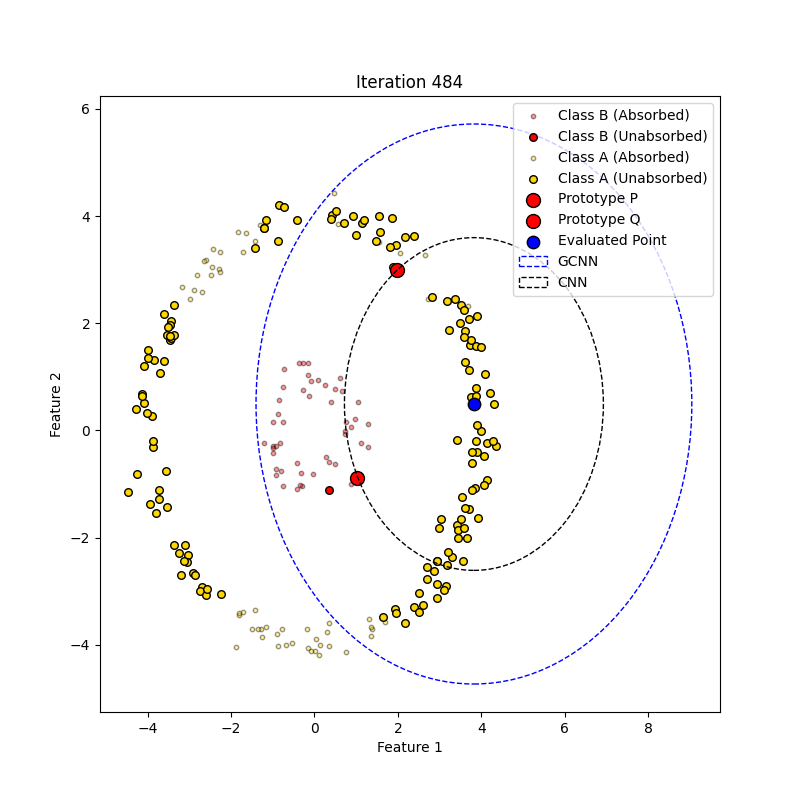 Iteration 484
Class B (Absorbed)
Class B (Unabsorbed)
Class A (Absorbed)
Class A (Unabsorbed)
Prototype P
Prototype Q
Evaluated Point
GCNN
CNN
6
4
2
0
−2
−4
Feature 2
−4 −2 0 2 4 6 8
Feature 1